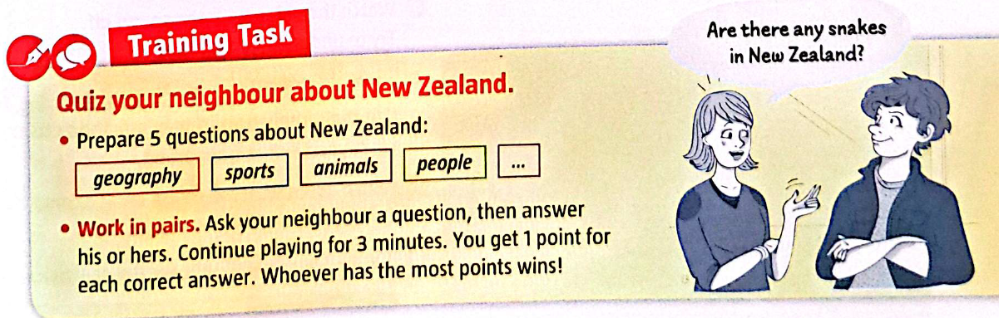 Training Task
Are there any snakes
in New Zealand?
Quiz your neighbour about New Zealand.
• Prepare 5 questions about New Zealand:
geography sports animals people ...
• Work in pairs. Ask your neighbour a question, then answer
his or hers. Continue playing for 3 minutes. You get 1 point for
each correct answer. Whoever has the most points wins!